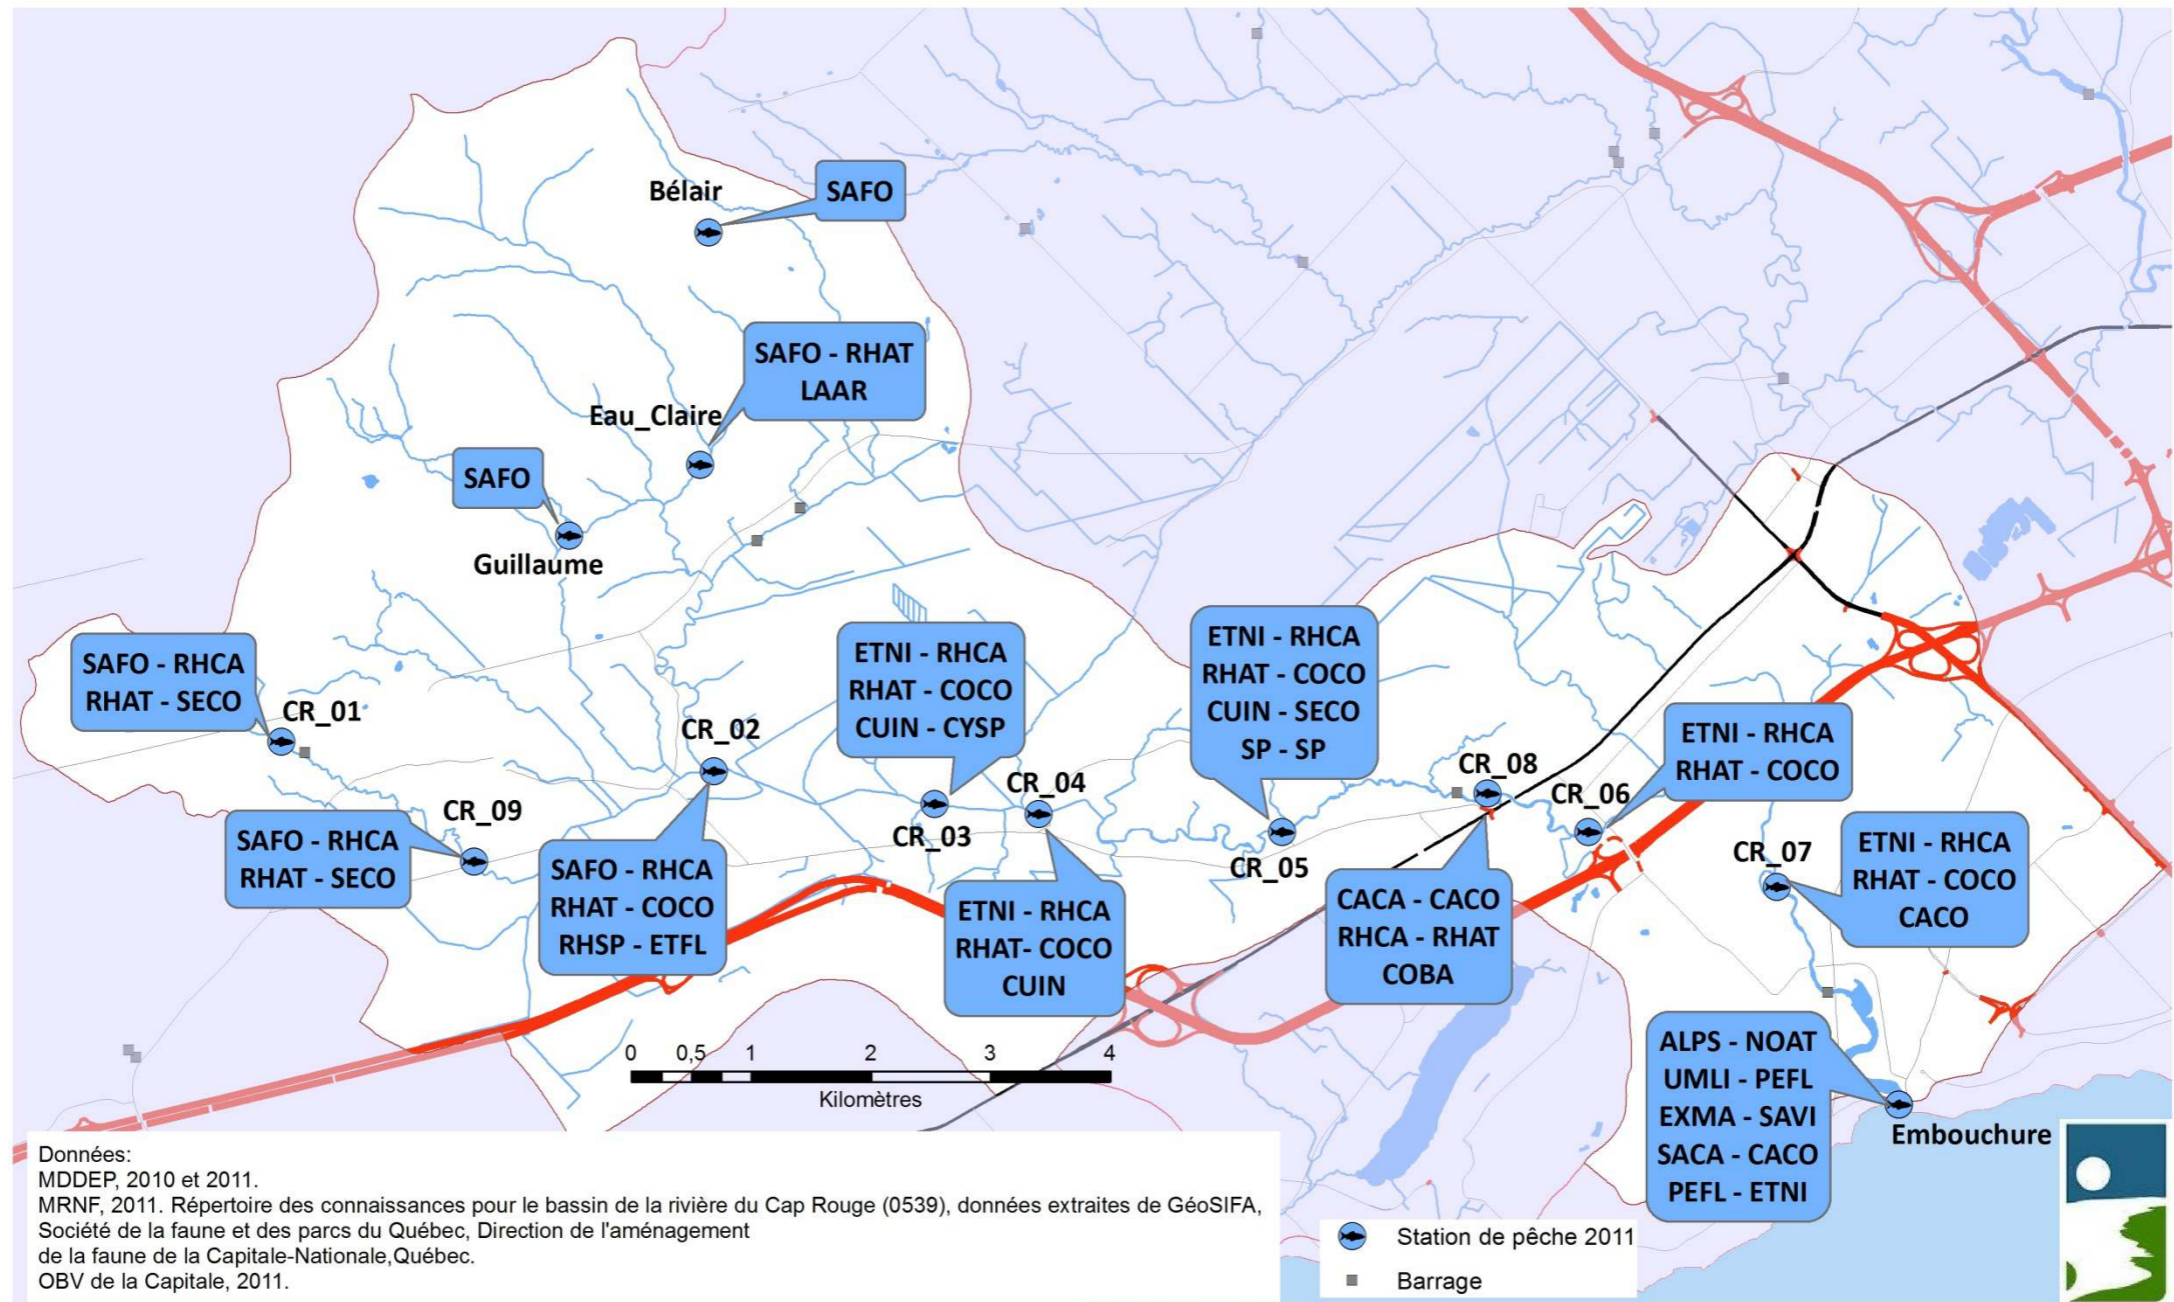 Bélair
SAFO
SAFO - RHAT
LAAR
Eau_Claire
SAFO
Guillaume
SAFO - RHCA
RHAT - SECO
CR_01
CR_09
SAFO - RHCA
RHAT - SECO
CR_02
SAFO - RHCA
RHAT - COCO
RHSP - ETFL
ETNI - RHCA
RHAT - COCO
CUIN - CYSP
CR_03
CR_04
ETNI - RHCA
RHAT- COCO
CUIN
ETNI - RHCA
RHAT - COCO
CUIN - SECO
SP - SP
CR_05
CR_08
CACA - CACO
RHCA - RHAT
COBA
CR_06
ETNI - RHCA
RHAT - COCO
CR_07
ETNI - RHCA
RHAT - COCO
CACO
ALPS - NOAT
UMLI - PEFL
EXMA - SAVI
SACA - CACO
PEFL - ETNI
Embouchure
0 0,5 1 2 3 4
Kilomètres
Données:
MDDEP, 2010 et 2011.
MRNF, 2011. Répertoire des connaissances pour le bassin de la rivière du Cap Rouge (0539), données extraites de GéoSIFA,
Société de la faune et des parcs du Québec, Direction de l'aménagement
de la faune de la Capitale-Nationale,Québec.
OBV de la Capitale, 2011.
Station de pêche 2011
Barrage